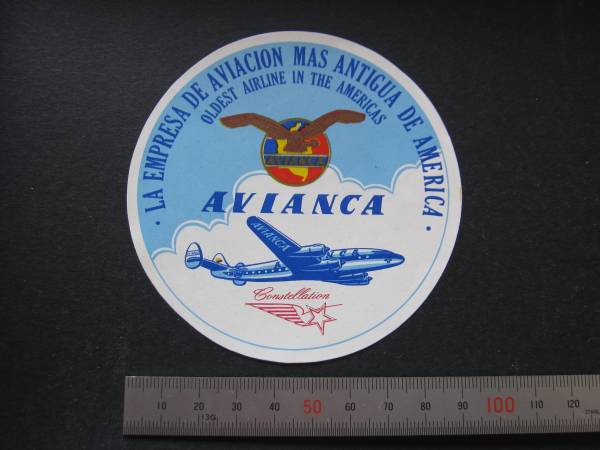 · LA EMPRESA DE AVIACION MAS ANTIGUA DE AMERICA ·
OLDEST AIRLINE IN THE AMERICAS
AVIANCA
AVIANCA
AVIANCA
Constellation
10 20 30 40 50 60 70 80 90 100 110 120
13G.